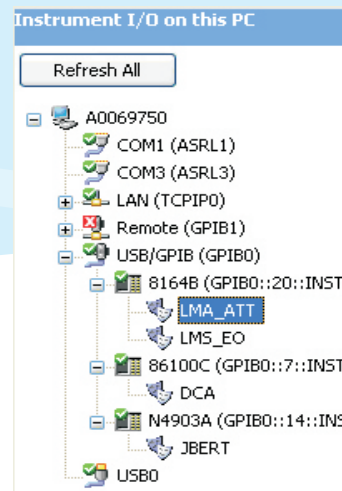 Instrument I/O on this PC
Refresh All
A0069750
COM1 (ASRL1)
COM3 (ASRL3)
LAN (TCPIP0)
Remote (GPIB1)
USB/GPIB (GPIB0)
8164B (GPIB0::20::INST
LMA_ATT
LMS_EO
86100C (GPIB0::7::INST
DCA
N4903A (GPIB0::14::INS
JBERT
USB0